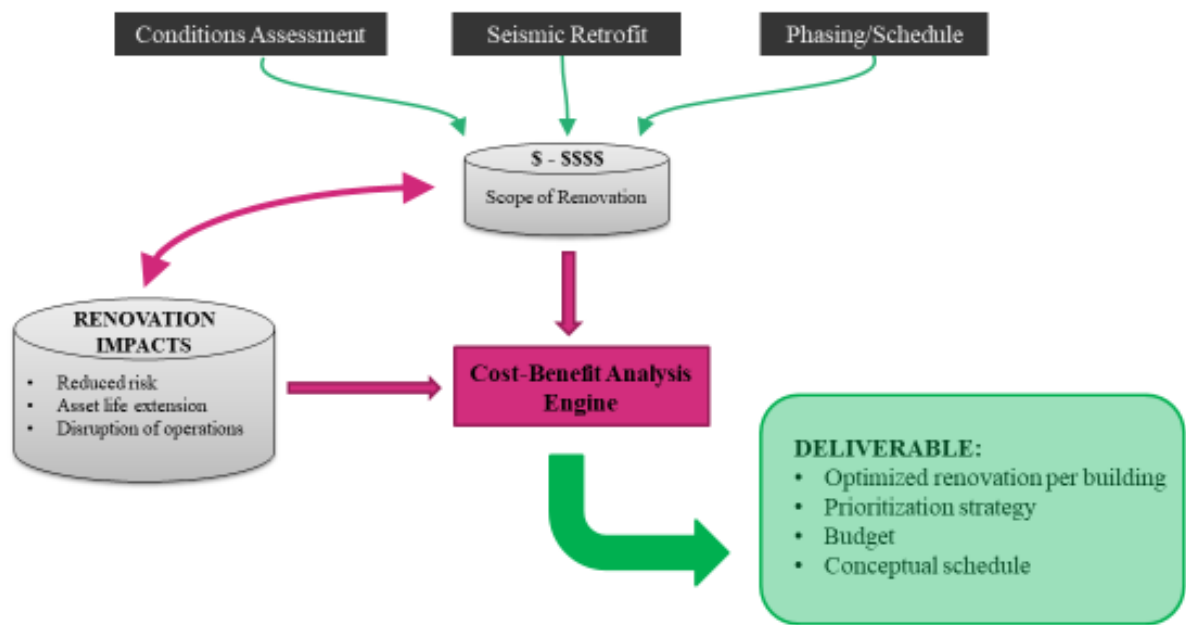 Conditions Assessment
Seismic Retrofit
Phasing/Schedule
$ - $$$$
Scope of Renovation
RENOVATION
IMPACTS
• Reduced risk
• Asset life extension
• Disruption of operations
Cost-Benefit Analysis
Engine
DELIVERABLE:
• Optimized renovation per building
• Prioritization strategy
• Budget
• Conceptual schedule